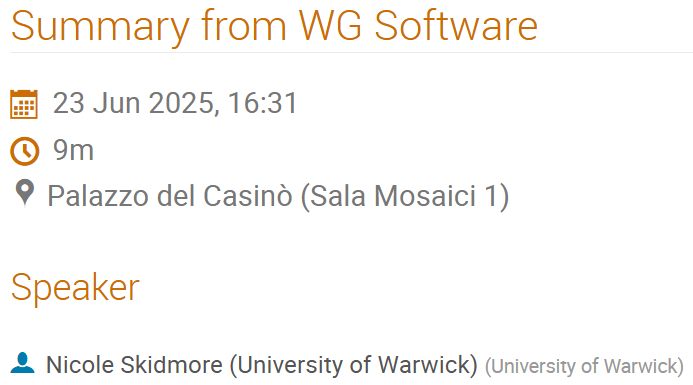 Summary from WG Software
23 Jun 2025, 16:31
9m
Palazzo del Casinò (Sala Mosaici 1)
Speaker
Nicole Skidmore (University of Warwick) (University of Warwick)